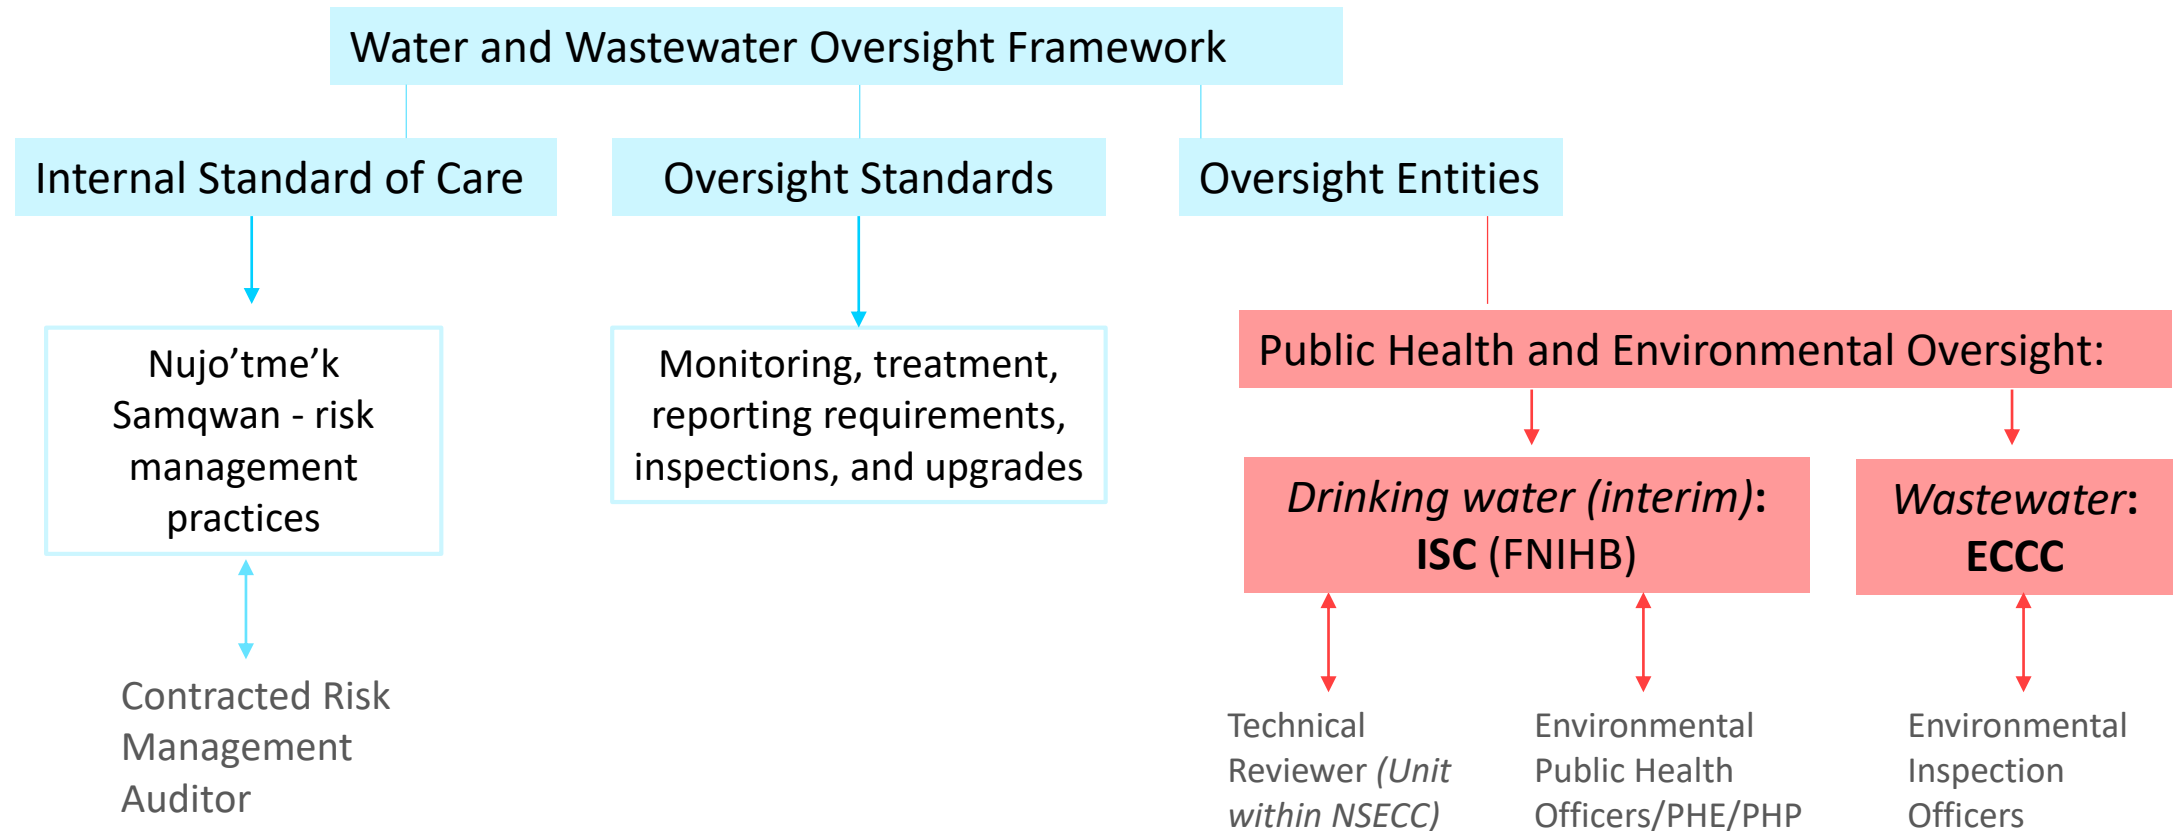 Water and Wastewater Oversight Framework
Internal Standard of Care
Oversight Standards
Oversight Entities
Nujo’tme’k
Samqwan - risk
management
practices
Monitoring, treatment,
reporting requirements,
inspections, and upgrades
Public Health and Environmental Oversight:
Drinking water (interim):
ISC (FNIHB)
Wastewater:
ECCC
Contracted Risk
Management
Auditor
Technical
Reviewer (Unit
within NSECC)
Environmental
Public Health
Officers/PHE/PHP
Environmental
Inspection
Officers